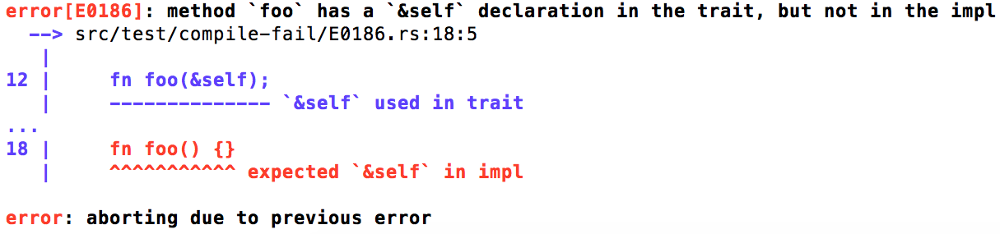 error[E0186]: method `foo` has a `&self` declaration in the trait, but not in the impl
  --> src/test/compile-fail/E0186.rs:18:5
   |
12 |     fn foo(&self);
   |     -------------- `&self` used in trait
...
18 |     fn foo() {}
   |     ^^^^^^^^^^^ expected `&self` in impl
error: aborting due to previous error